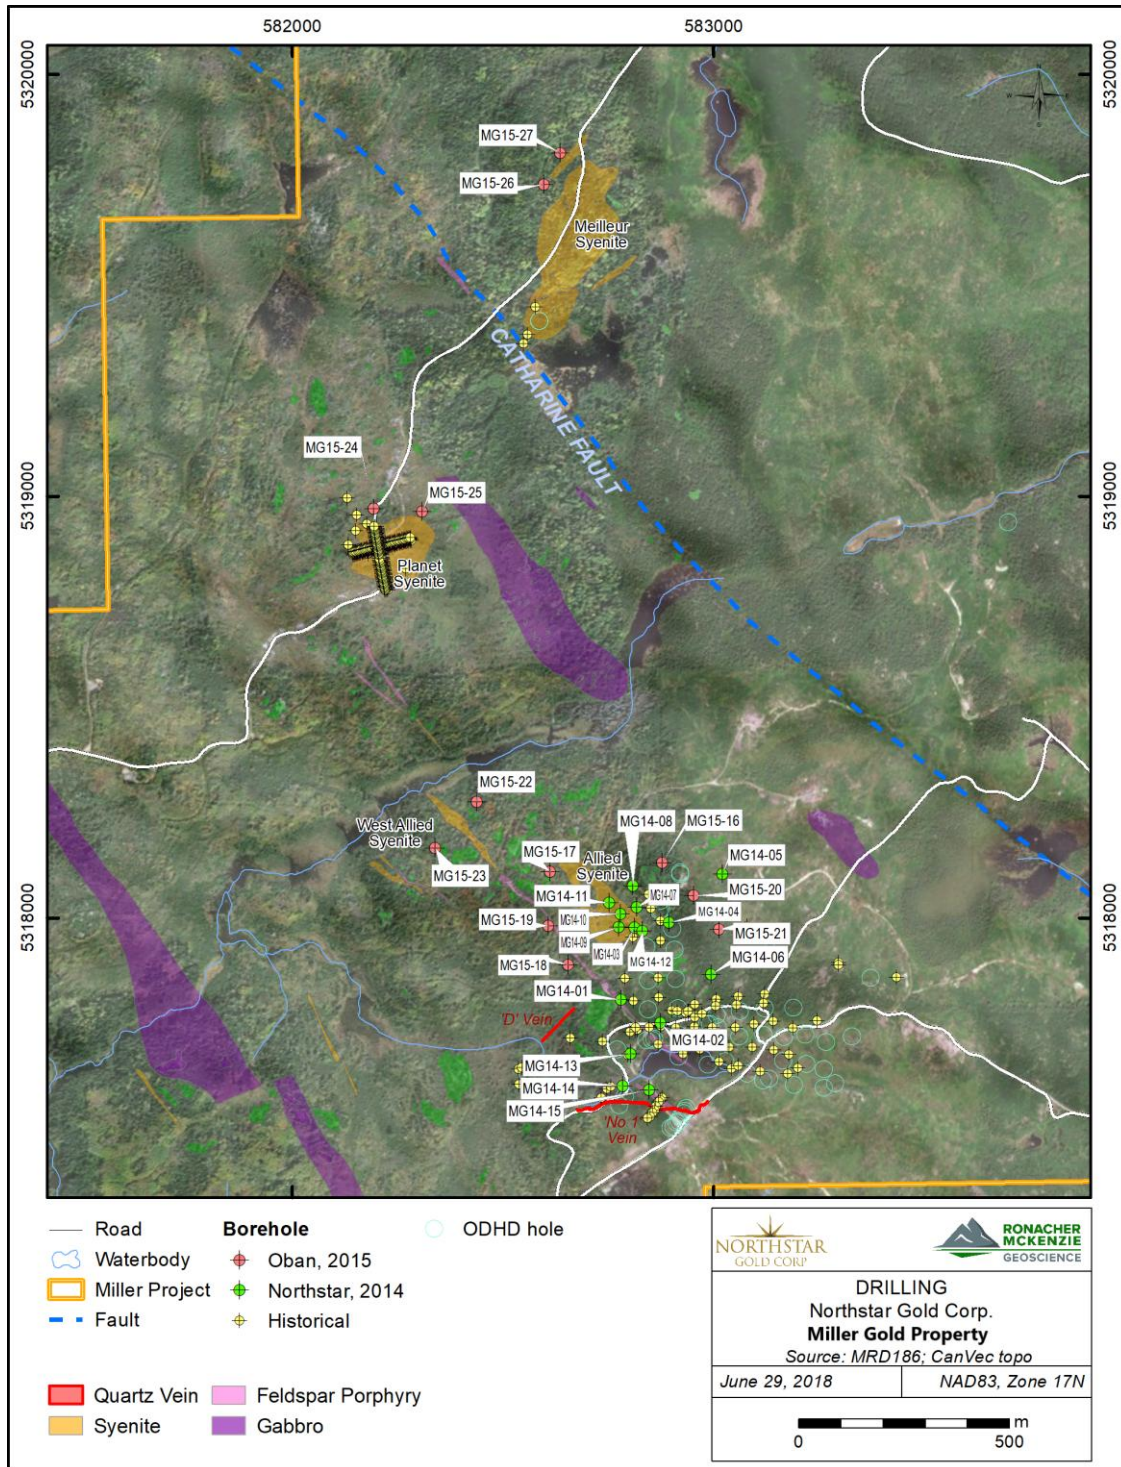 582000
583000
5320000
5320000
N
W
E
S
MG15-27
MG15-26
Meilleur
Syenite
CATHARINE FAULT
MG15-24
MG15-25
5319000
5319000
Planet
Syenite
MG15-22
West Allied
Syenite
MG15-23
MG15-17
Allied
Syenite
MG14-08
MG15-16
MG14-05
MG14-11
MG14-07
MG15-20
MG14-10
MG14-04
5318000
5318000
MG15-19
MG14-09
MG14-03
MG14-12
MG15-21
MG15-18
MG14-06
MG14-01
'D' Vein
MG14-02
MG14-13
MG14-14
MG14-15
'No 1'
Vein
Road
Waterbody
Miller Project
Fault
Borehole
Oban, 2015
Northstar, 2014
Historical
ODHD hole
Quartz Vein
Syenite
Feldspar Porphyry
Gabbro
NORTHSTAR
GOLD CORP
RONACHER
MCKENZIE
GEOSCIENCE
DRILLING
Northstar Gold Corp.
Miller Gold Property
Source: MRD186; CanVec topo
June 29, 2018
NAD83, Zone 17N
m
0
500